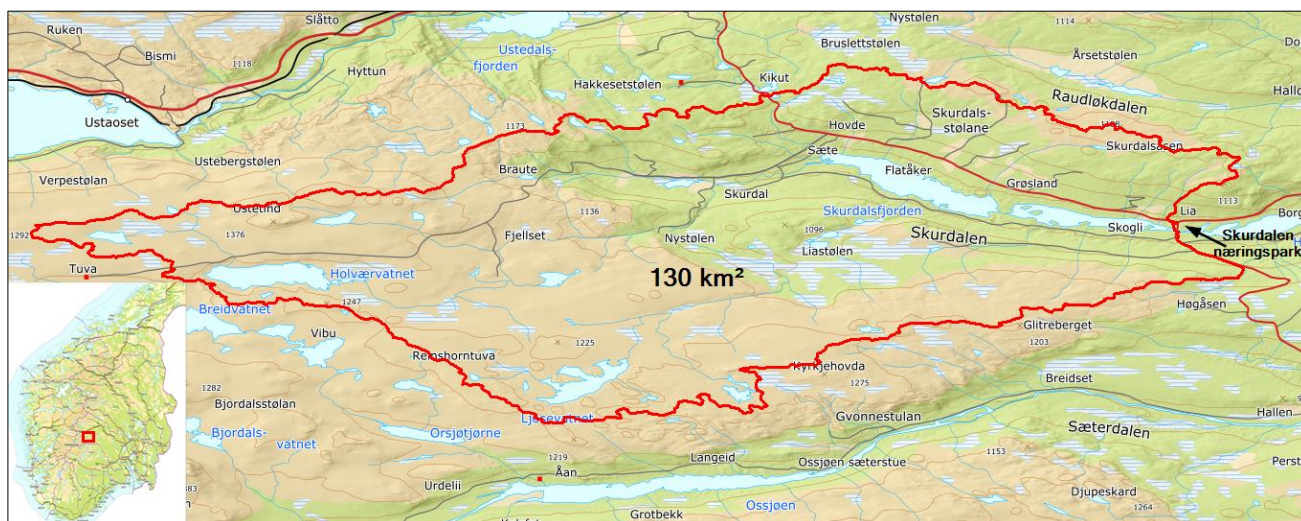 Slåtto
Ruken
Bismi
1118
Hyttun
Ustedals-
fjorden
Hakkesetstølen
Kikut
Nystølen
Bruslettstølen
1114
Årsetstølen
Do
Hallo
Ustaoset
Ustebergstølen
1173
Braute
Hovde
Skurdals-
stølane
Raudløkdalen
Skurdalsåsen
Sæte
Flatåker
Grøsland
Verpestølan
Ustetind
1292
1376
Tuva
Fjellset
1136
Skurdal
Nystølen
Skurdalsfjorden
1096
Liastølen
Skurdalen
1113
Lia
Skogli
Borg
Skurdalen
næringspark
Holværvatnet
130 km²
Breidvatnet
1247
Vibu
Høgåsen
Glitreberget
1203
Reinshorntuva
1225
Kyrkjehovda
1275
Breidset
1282
Bjordalsstølan
Bjordals-
vatnet
Orsjøtjørne
Ljosevatnet
Gvonnestulan
Hallen
Sæterdalen
1219
Åan
Langeid
Ossjøen sæterstue
1153
Perst
Urdelii
Grotbekk
Ossjøen
Djupeskard
1264